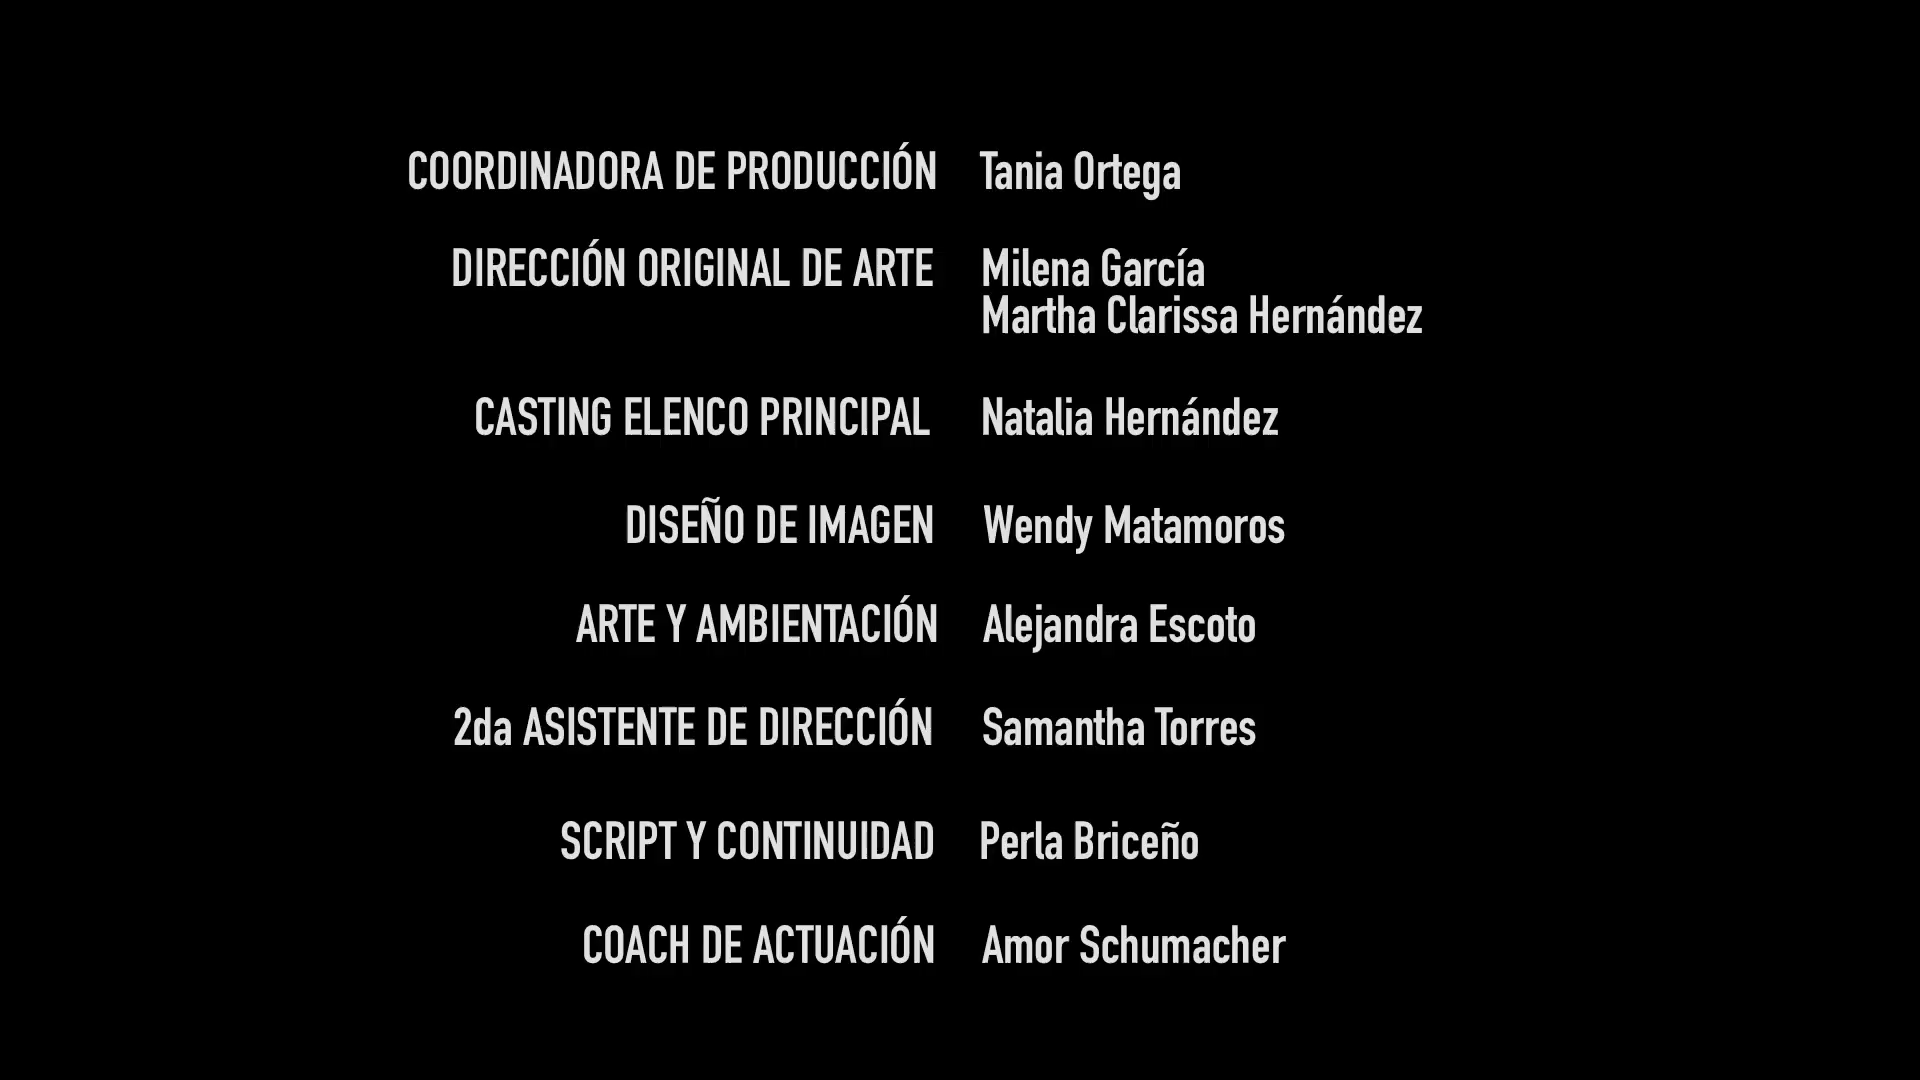 COORDINADORA DE PRODUCCIÓN Tania Ortega
DIRECCIÓN ORIGINAL DE ARTE Milena García
Martha Clarissa Hernández
CASTING ELENCO PRINCIPAL Natalia Hernández
DISEÑO DE IMAGEN Wendy Matamoros
ARTE Y AMBIENTACIÓN Alejandra Escoto
2da ASISTENTE DE DIRECCIÓN Samantha Torres
SCRIPT Y CONTINUIDAD Perla Briceño
COACH DE ACTUACIÓN Amor Schumacher